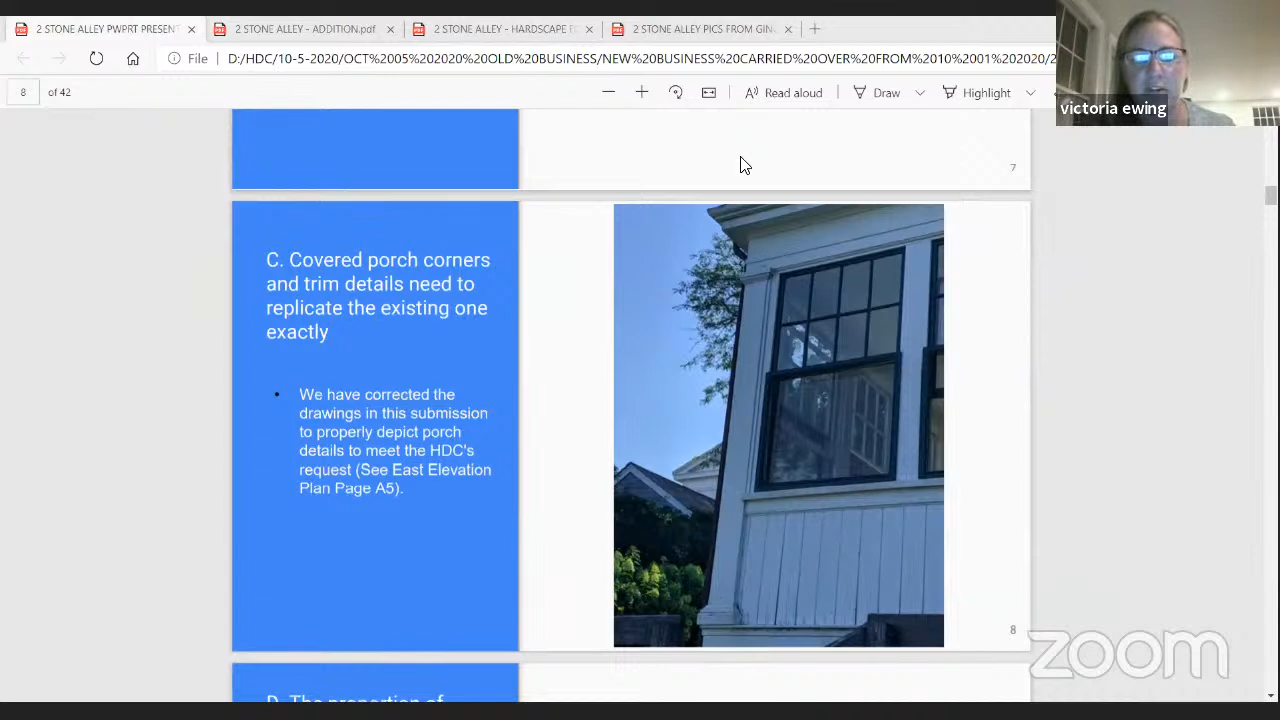 2 STONE ALLEY PWPRT PRESENT
2 STONE ALLEY - ADDITION.pdf
2 STONE ALLEY - HARDSCAPE
2 STONE ALLEY PICS FROM GIN
File
D:/HDC/10-5-2020/OCT%2005%20
%20OLD%20BUSINESS/NEW%20BUSINESS%20CARRIED%20OVER%20FROM%2010%2001%202020/2
8 of 42
Read aloud
Draw
Highlight
victoria ewing
7
C. Covered porch corners
and trim details need to
replicate the existing one
exactly
• We have corrected the
drawings in this submission
to properly depict porch
details to meet the HDC's
request (See East Elevation
Plan Page A5).
8
D. The proportion of
zoom